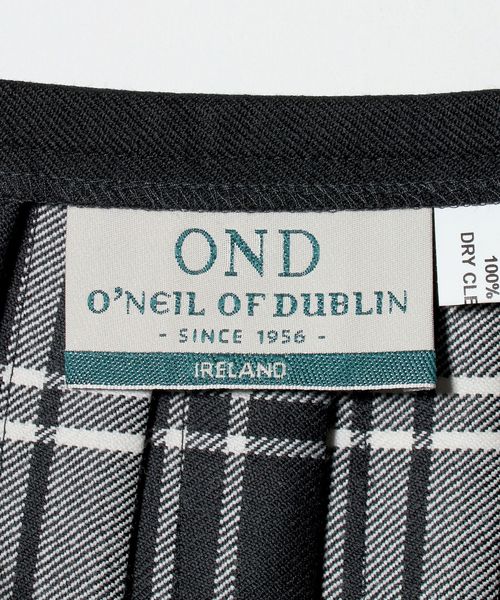 OND
O'NEIL OF DUBLIN
- SINCE 1956 -
IRELAND
100%
DRY CLE